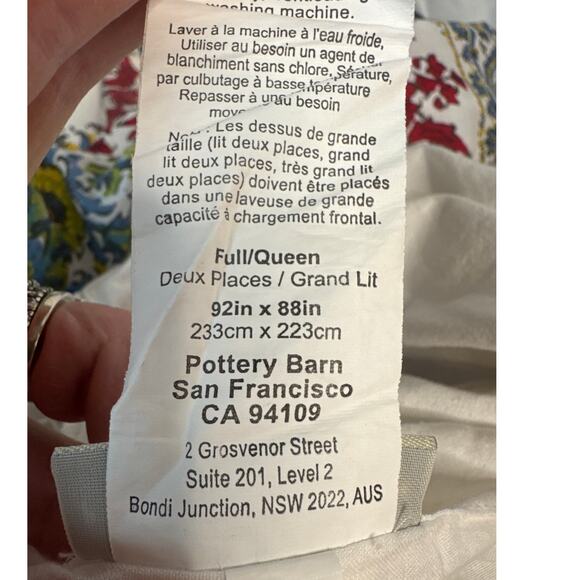 washing machine.
Laver à la machine à l'eau froide,
Utiliser au besoin un agent de
blanchiment sans chlore,
par culbutage à basse
Repasser à besoin
Les dessus de grande
taille (lit deux places, grand
lit deux places, très grand lit
deux places) doivent être placés
dans une laveuse de grande
capacité à chargement frontal.
Full/Queen
Deux Places / Grand Lit
92in x 88in
233cm x 223cm
Pottery Barn
San Francisco
CA 94109
2 Grosvenor Street
Suite 201, Level 2
Bondi Junction, NSW 2022, AUS